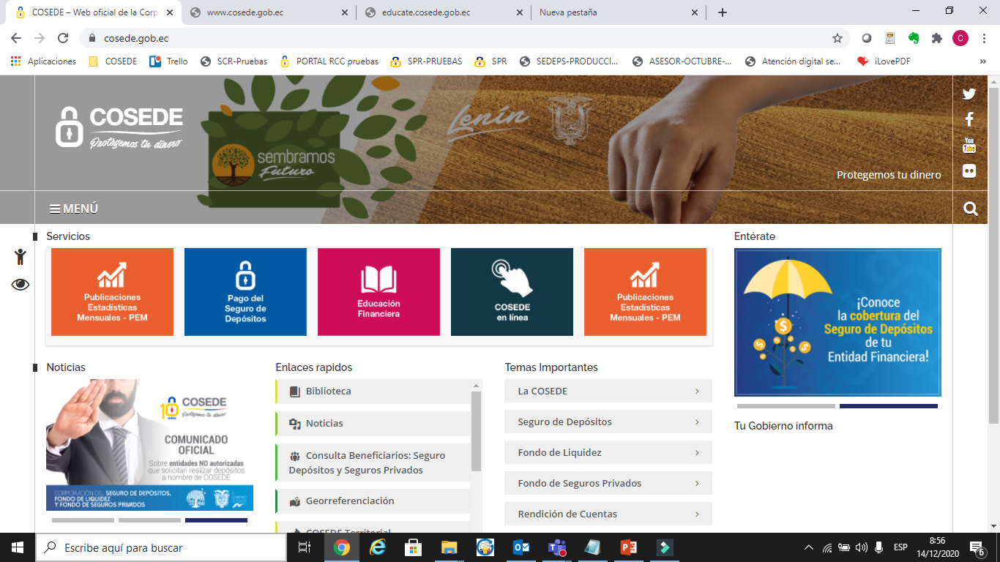 COSEDE – Web oficial de la Corp
www.cosede.gob.ec
educate.cosede.gob.ec
Nueva pestaña
cosede.gob.ec
C
Aplicaciones
COSEDE
Trello
SCR-Pruebas
PORTAL RCC pruebas
SPR-PRUEBAS
SPR
SEDEPS-PRODUCCI...
ASESOR-OCTUBRE-...
Atención digital se...
iLovePDF
»
COSEDE
Protegemos tu dinero
sembramos
Futuro
Lenín
You
Tube
Protegemos tu dinero
MENÚ
Servicios
Publicaciones
Estadísticas
Mensuales - PEM
Pago del
Seguro de
Depósitos
Educación
Financiera
COSEDE
en línea
Publicaciones
Estadísticas
Mensuales - PEM
Entérate
¡Conoce
la cobertura del
Seguro de Depósitos
de tu
Entidad Financiera!
Tu Gobierno informa
Noticias
10 COSEDE
Protegemos tu dinero
COMUNICADO
OFICIAL
Sobre entidades NO autorizadas
que solicitan realizar depósitos
a nombre de COSEDE
CORPORACIÓN DEL SEGURO DE DEPÓSITOS,
FONDO DE LIQUIDEZ
Y FONDO DE SEGUROS PRIVADOS
Enlaces rapidos
Biblioteca
Noticias
Consulta Beneficiarios: Seguro
Depósitos y Seguros Privados
Georreferenciación
COSEDE Territorial
Temas Importantes
La COSEDE
Seguro de Depósitos
Fondo de Liquidez
Fondo de Seguros Privados
Rendición de Cuentas
Escribe aquí para buscar
ESP
8:56
14/12/2020
6